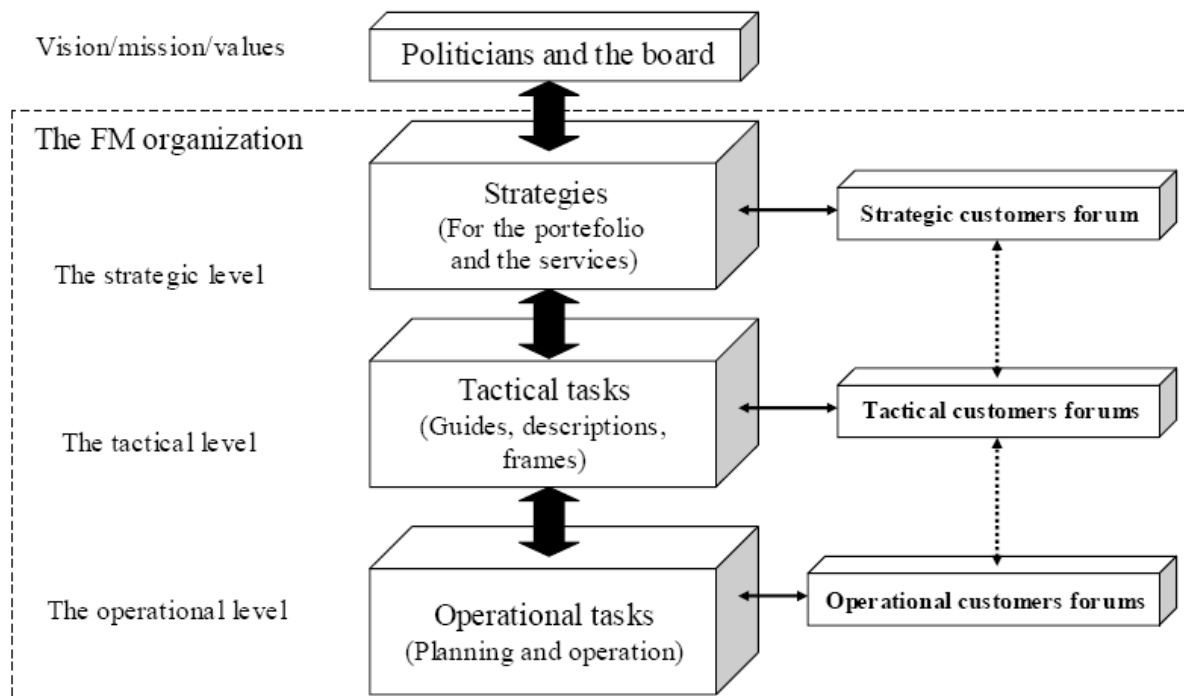 Vision/mission/values
Politicians and the board
The FM organization
Strategies
(For the portefolio
and the services)
Strategic customers forum
The strategic level
Tactical tasks
(Guides, descriptions,
frames)
Tactical customers forums
The tactical level
Operational tasks
(Planning and operation)
Operational customers forums
The operational level